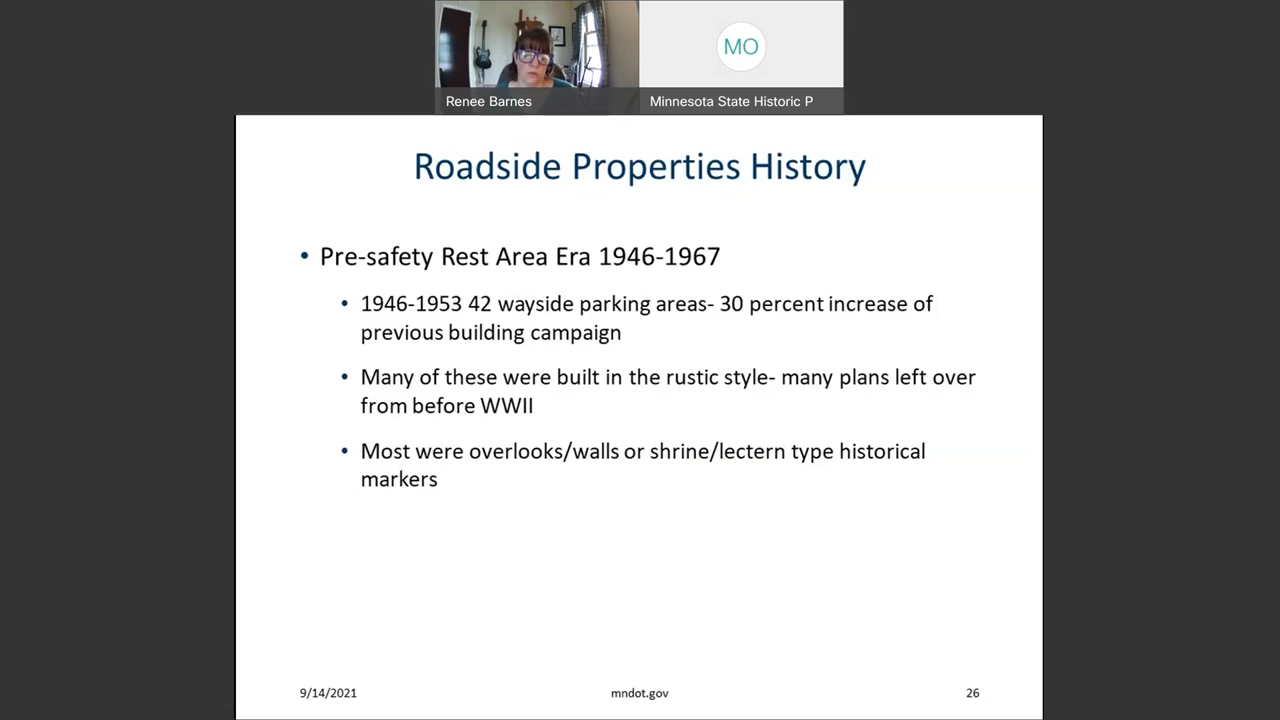 MO
Renee Barnes
Minnesota State Historic P
Roadside Properties History
• Pre-safety Rest Area Era 1946-1967
• 1946-1953 42 wayside parking areas- 30 percent increase of
previous building campaign
• Many of these were built in the rustic style- many plans left over
from before WWII
• Most were overlooks/walls or shrine/lectern type historical
markers
9/14/2021
mndot.gov
26